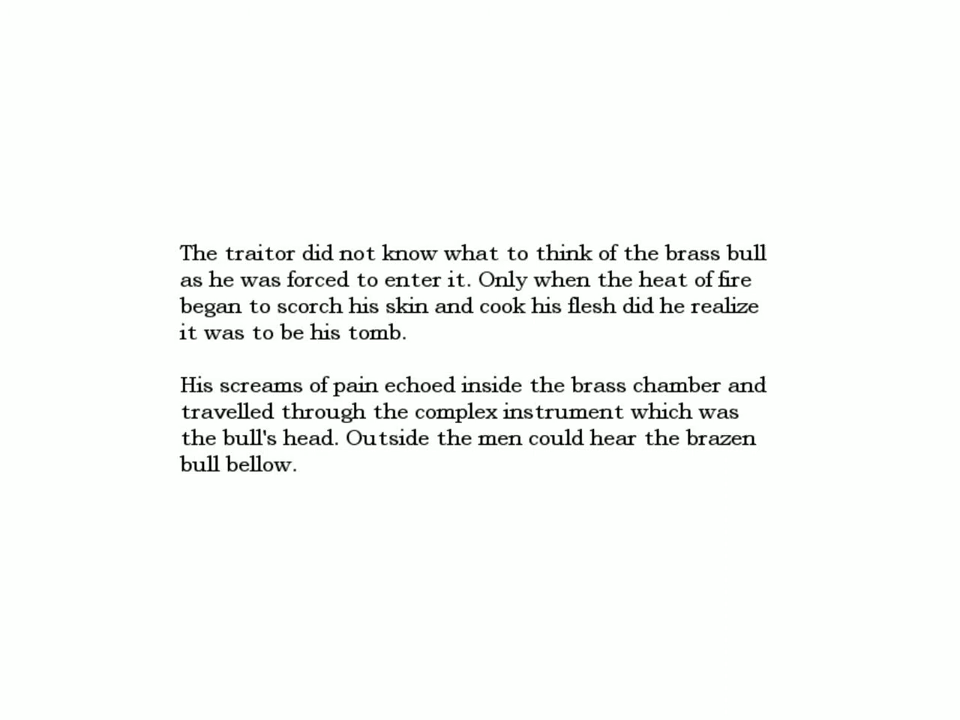 The traitor did not know what to think of the brass bull
as he was forced to enter it. Only when the heat of fire
began to scorch his skin and cook his flesh did he realize
it was to be his tomb.
His screams of pain echoed inside the brass chamber and
travelled through the complex instrument which was
the bull's head. Outside the men could hear the brazen
bull bellow.